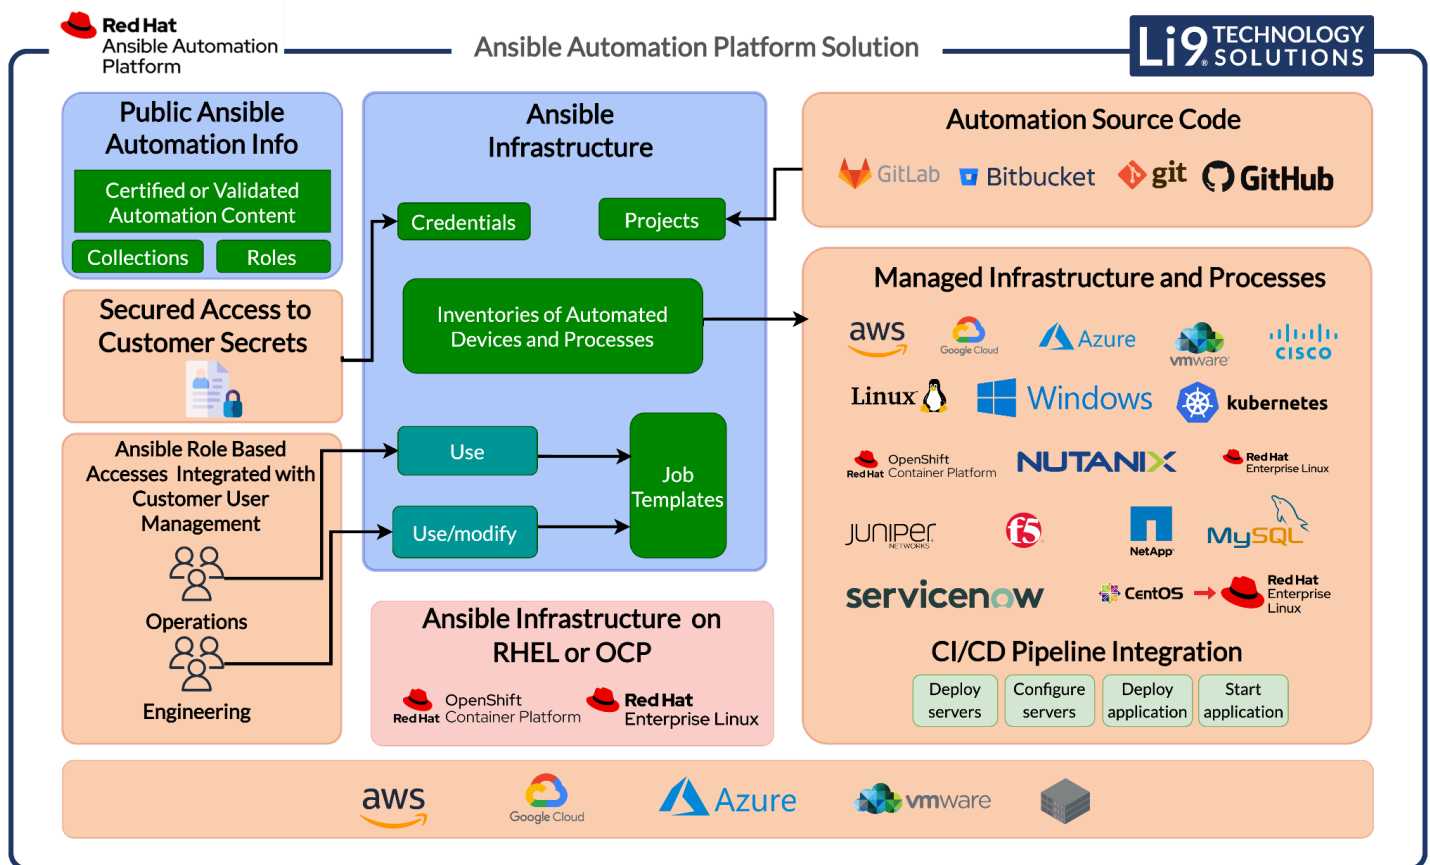 Red Hat
Ansible Automation
Platform
Ansible Automation Platform Solution
Li9® TECHNOLOGY
SOLUTIONS
Public Ansible
Automation Info
Certified or Validated
Automation Content
Collections
Roles
Secured Access to
Customer Secrets
Ansible Role Based
Accesses Integrated with
Customer User
Management
Operations
Engineering
Ansible
Infrastructure
Credentials
Projects
Inventories of Automated
Devices and Processes
Use
Use/modify
Job
Templates
Ansible Infrastructure on
RHEL or OCP
Red Hat
OpenShift
Container Platform
Red Hat
Enterprise Linux
Automation Source Code
GitLab
Bitbucket
git
GitHub
Managed Infrastructure and Processes
aws
Google Cloud
Azure
vmware
CISCO
Linux
Windows
kubernetes
Red Hat
OpenShift
Container Platform
NUTANIX
Red Hat
Enterprise Linux
JUNIPER
NETWORKS
f5
NetApp
MySQL
servicenow
CentOS
Red Hat
Enterprise
Linux
CI/CD Pipeline Integration
Deploy
servers
Configure
servers
Deploy
application
Start
application
aws
Google Cloud
Azure
vmware